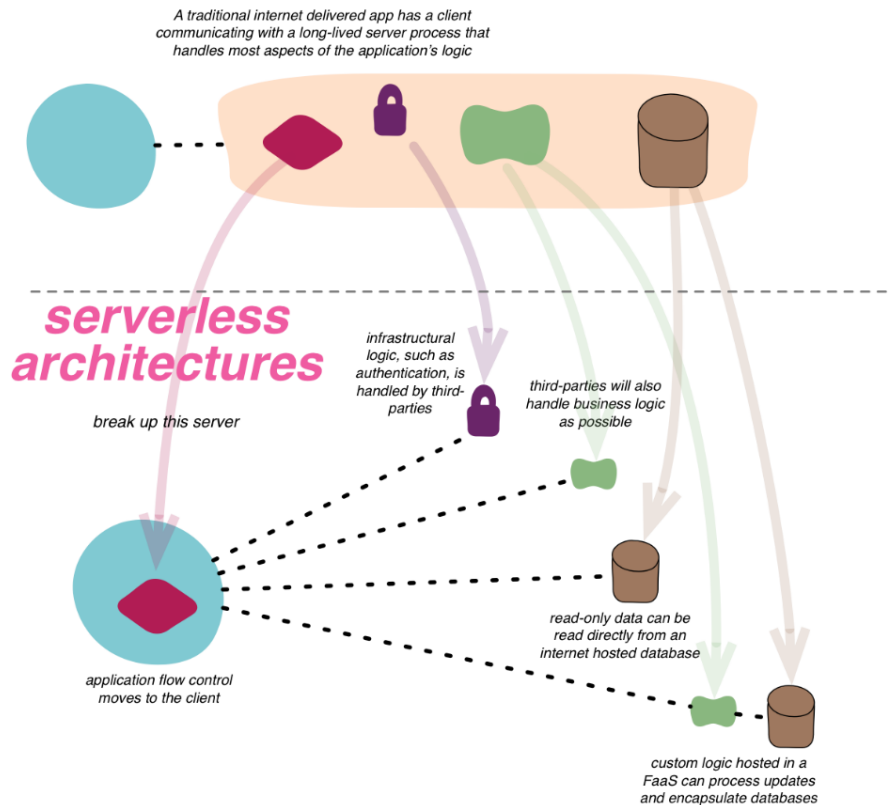 A traditional internet delivered app has a client
communicating with a long-lived server process that
handles most aspects of the application's logic
serverless
architectures
break up this server
infrastructural
logic, such as
authentication, is
handled by third-
parties
third-parties will also
handle business logic
as possible
read-only data can be
read directly from an
internet hosted database
application flow control
moves to the client
custom logic hosted in a
FaaS can process updates
and encapsulate databases